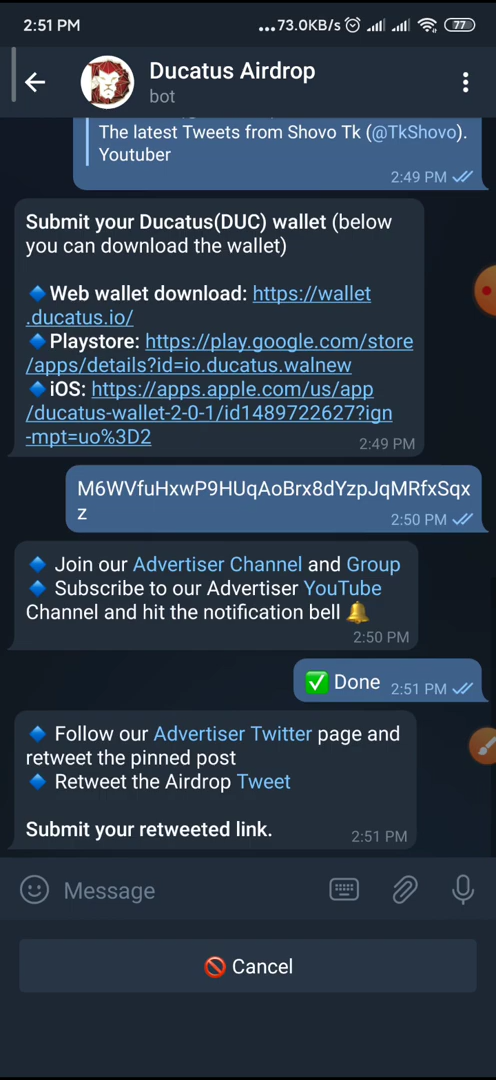 2:51 PM ...73.0KB/s 77
Ducatus Airdrop
bot
The latest Tweets from Shovo Tk (@TkShovo).
Youtuber
2:49 PM
Submit your Ducatus(DUC) wallet (below
you can download the wallet)
🔹Web wallet download: https://wallet
.ducatus.io/
🔹Playstore: https://play.google.com/store
/apps/details?id=io.ducatus.walnew
🔹iOS: https://apps.apple.com/us/app
/ducatus-wallet-2-0-1/id1489722627?ign
-mpt=uo%3D2
2:49 PM
M6WVfuHxwP9HUqAoBrx8dYzpJqMRfxSqx
z
2:50 PM
🔹 Join our Advertiser Channel and Group
🔹 Subscribe to our Advertiser YouTube
Channel and hit the notification bell 🔔
2:50 PM
✅ Done 2:51 PM
🔹 Follow our Advertiser Twitter page and
retweet the pinned post
🔹 Retweet the Airdrop Tweet
Submit your retweeted link.
2:51 PM
Message
🚫 Cancel